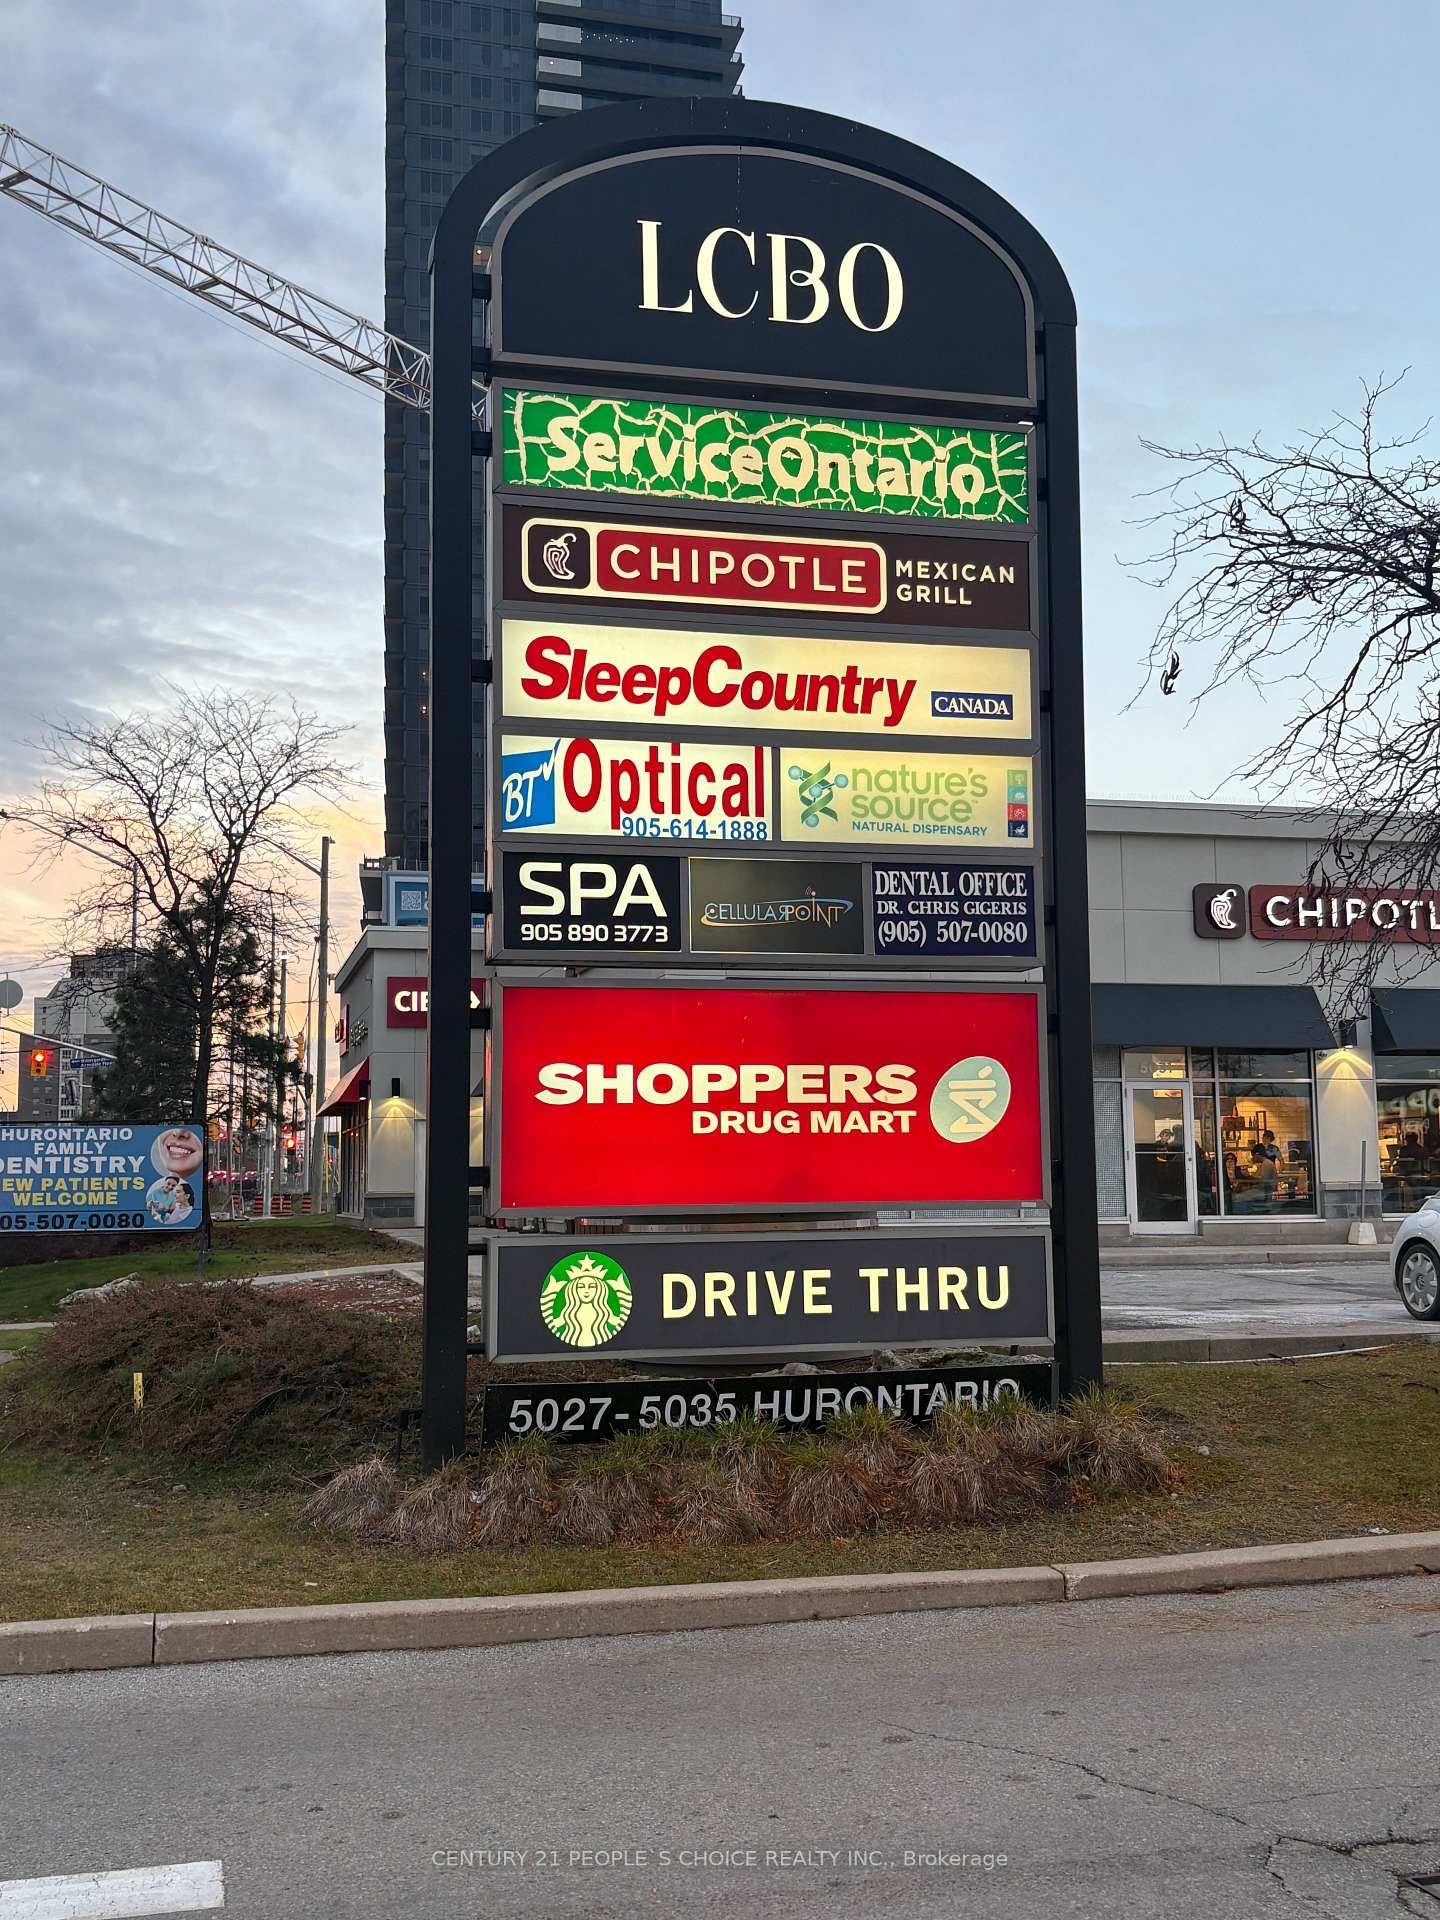 LCBO
ServiceOntario
CHIPOTLE
MEXICAN
GRILL
SleepCountry
CANADA
BT
Optical
905-614-1888
nature's
source
NATURAL DISPENSARY
SPA
905 890 3773
CELLULARPOINT
DENTAL OFFICE
DR. CHRIS GIGERIS
(905) 507-0080
SHOPPERS
DRUG MART
DRIVE THRU
5027-5035 HURONTARIO
HURONTARIO
FAMILY
DENTISTRY
EW PATIENTS
WELCOME
05-507-0080
CIB
CHIPOTL
CENTURY 21 PEOPLE`S CHOICE REALTY INC., Brokerage